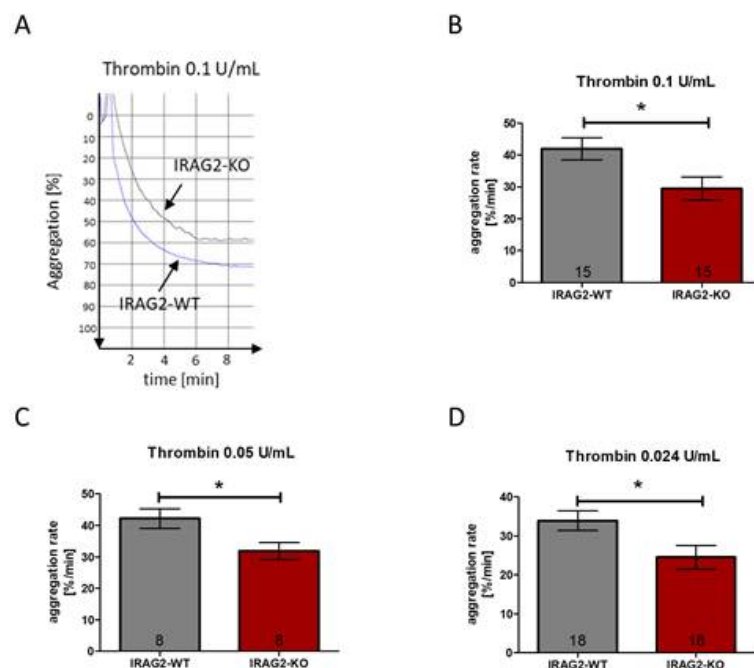 A
Thrombin 0.1 U/mL
Aggregation [%]
0
10
20
30
40
50
60
70
80
90
100
IRAG2-KO
IRAG2-WT
2 4 6 8
time [min]
B
Thrombin 0.1 U/mL
*
aggregation rate
[%/min]
50
40
30
20
10
0
15 15
IRAG2-WT IRAG2-KO
C
Thrombin 0.05 U/mL
*
aggregation rate
[%/min]
50
40
30
20
10
0
8 8
IRAG2-WT IRAG2-KO
D
Thrombin 0.024 U/mL
*
aggregation rate
[%/min]
40
30
20
10
0
18 18
IRAG2-WT IRAG2-KO